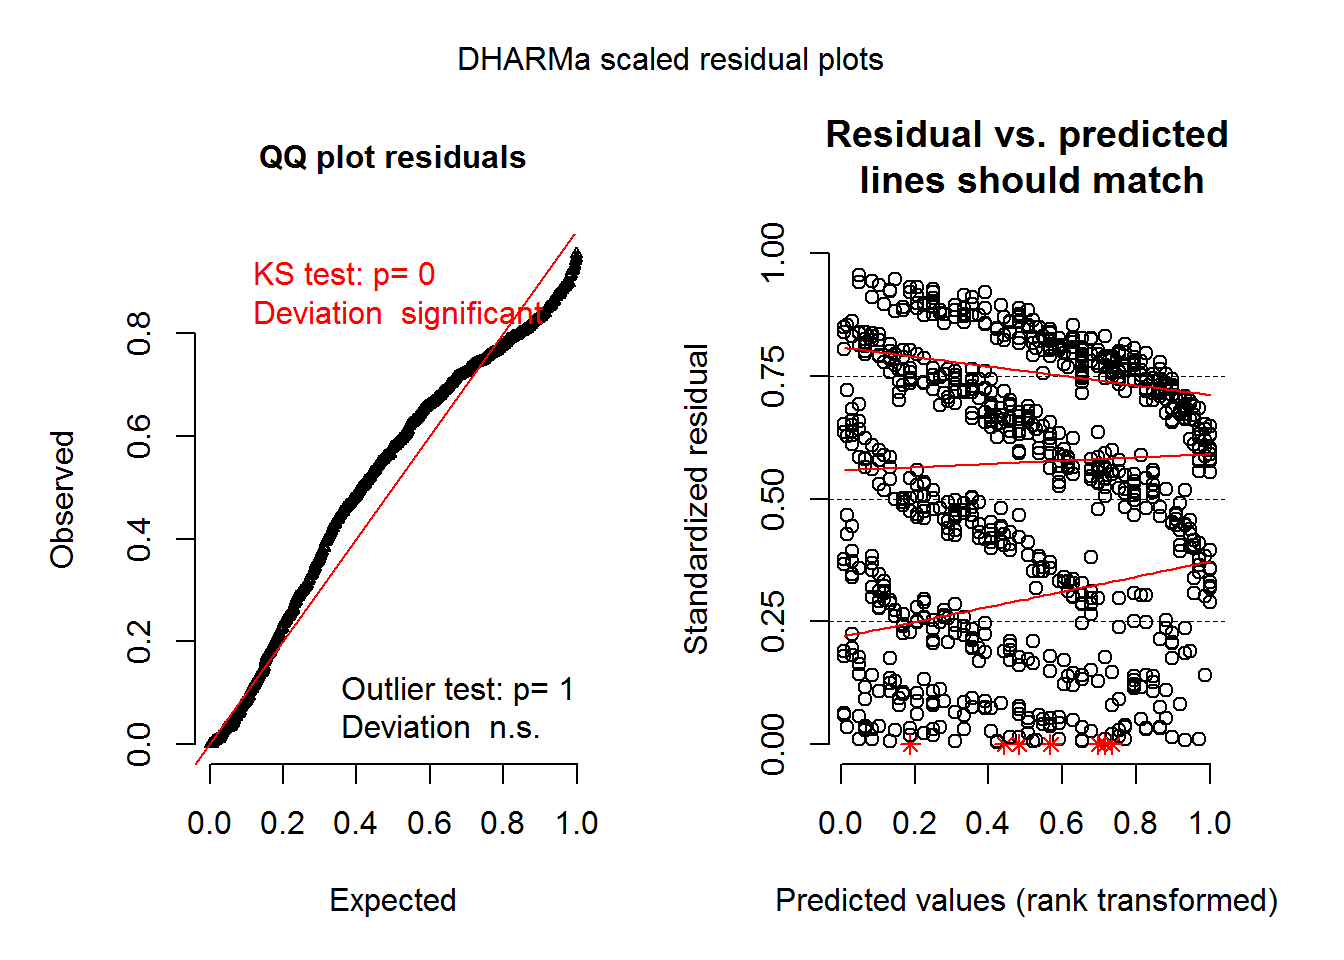 DHARMa scaled residual plots
QQ plot residuals
KS test: p= 0
Deviation  significant
Outlier test: p= 1
Deviation  n.s.
Observed
0.0 0.2 0.4 0.6 0.8
0.0 0.2 0.4 0.6 0.8 1.0
Expected
Residual vs. predicted
lines should match
Standardized residual
0.00 0.25 0.50 0.75 1.00
0.0 0.2 0.4 0.6 0.8 1.0
Predicted values (rank transformed)